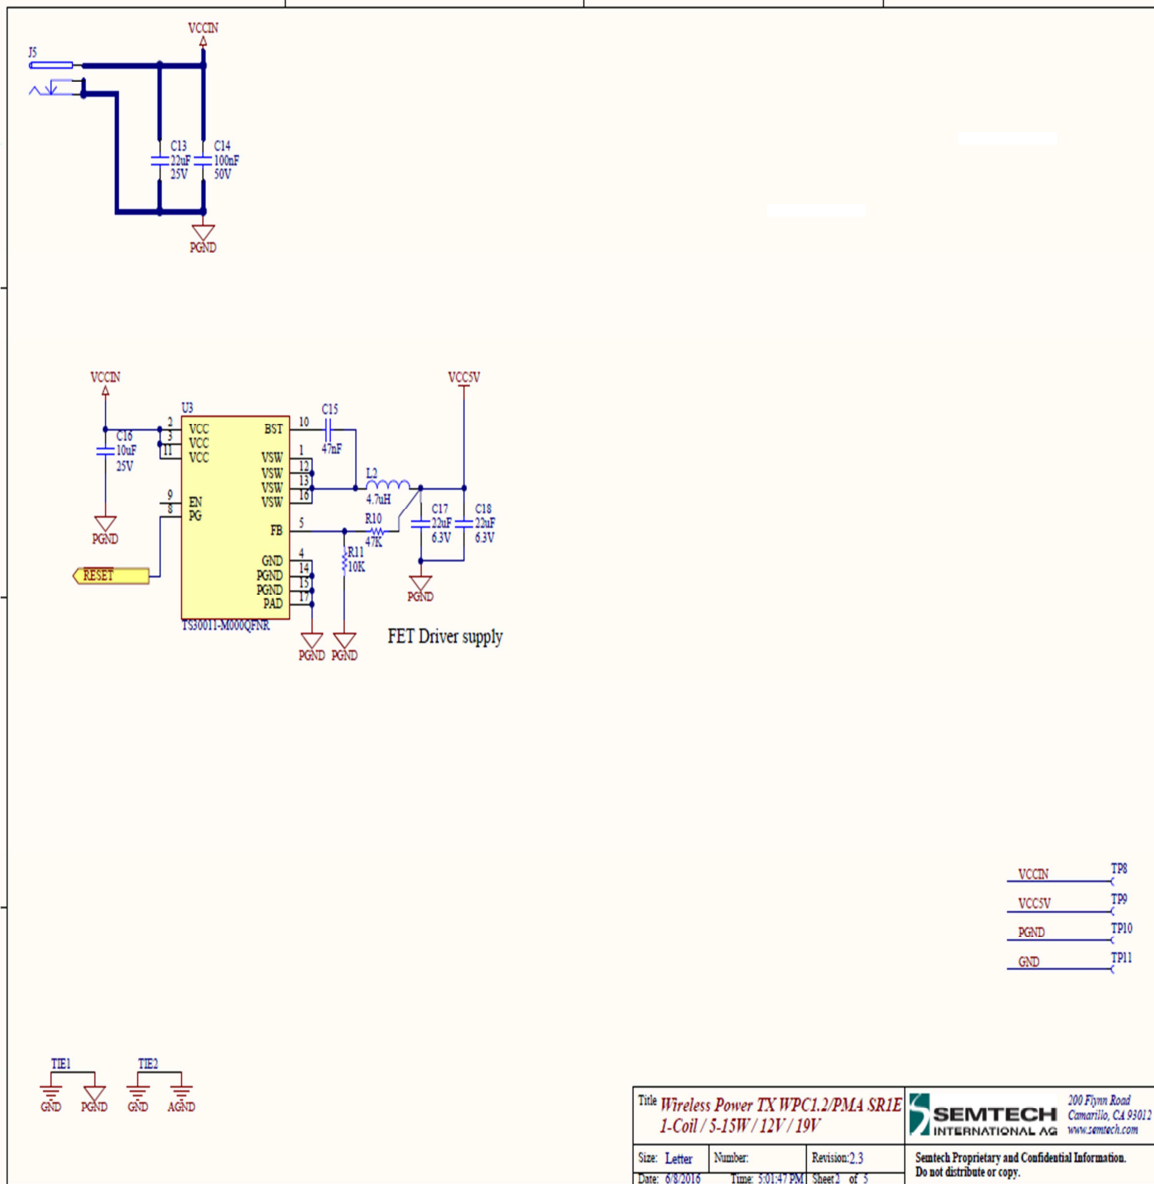 VCCIN
J5
C13
22uF
25V
C14
100nF
50V
PGND
VCCIN
C16
10uF
25V
PGND
U3
2 VCC
3 VCC
11 VCC
9 EN
8 PG
RESET
BST 10
VSW 1
VSW 12
VSW 13
VSW 16
FB 5
GND 4
PGND 14
PGND 15
PAD 17
TS30011-M000QFNR
C15
47nF
L2
4.7uH
R10
47K
R11
10K
VCC5V
C17
22uF
6.3V
C18
22uF
6.3V
PGND
PGND PGND
FET Driver supply
VCCIN TP8
VCC5V TP9
PGND TP10
GND TP11
TIE1
GND PGND
TIE2
GND AGND
Title Wireless Power TX WPC1.2/PMA SR1E
1-Coil / 5-15W / 12V / 19V
SEMTECH
INTERNATIONAL AG
200 Flynn Road
Camarillo, CA 93012
www.semtech.com
Size: Letter Number: Revision:2.3
Date: 6/8/2016 Time: 5:01:47 PM Sheet2 of 5
Semtech Proprietary and Confidential Information.
Do not distribute or copy.